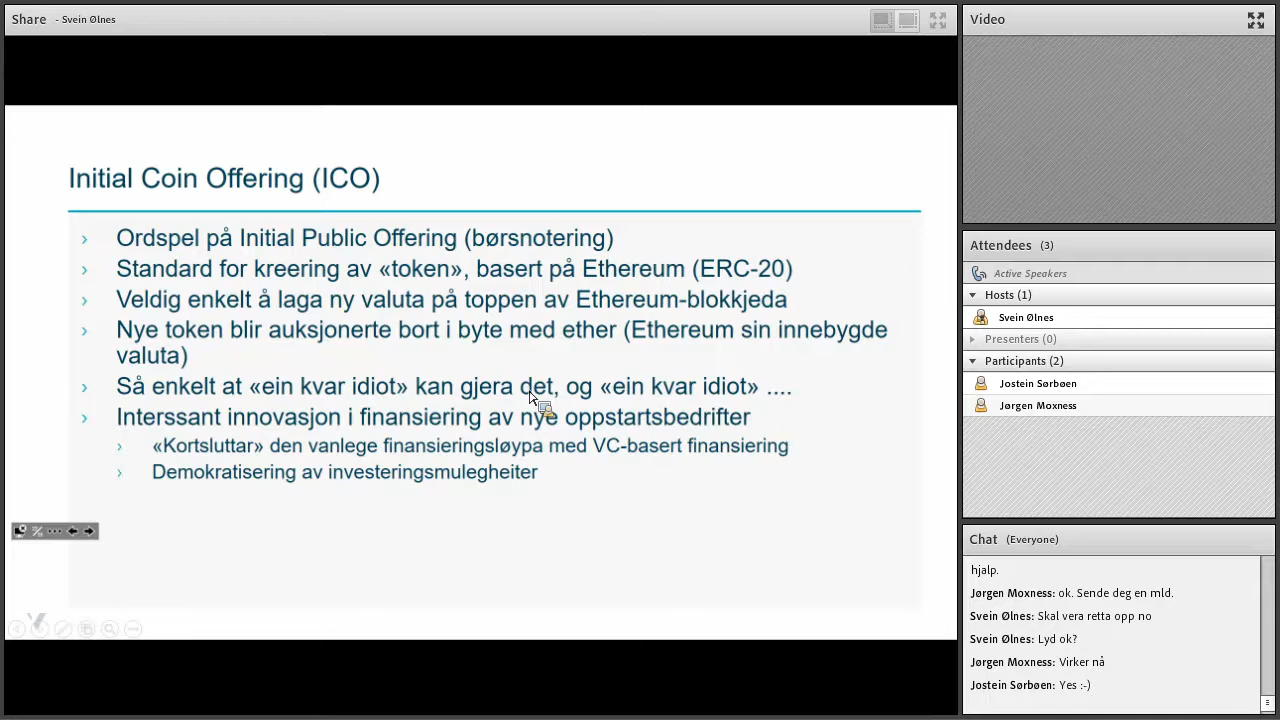 Share - Svein Ølnes
Initial Coin Offering (ICO)
› Ordspel på Initial Public Offering (børsnotering)
› Standard for kreering av «token», basert på Ethereum (ERC-20)
› Veldig enkelt å laga ny valuta på toppen av Ethereum-blokkjeda
› Nye token blir auksjonerte bort i byte med ether (Ethereum sin innebygde
valuta)
› Så enkelt at «ein kvar idiot» kan gjera det, og «ein kvar idiot» ....
› Interssant innovasjon i finansiering av nye oppstartsbedrifter
› «Kortsluttar» den vanlege finansieringsløypa med VC-basert finansiering
› Demokratisering av investeringsmulegheiter
Video
Attendees (3)
Active Speakers
Hosts (1)
Svein Ølnes
Presenters (0)
Participants (2)
Jostein Sørbøen
Jørgen Moxness
Chat (Everyone)
hjalp.
Jørgen Moxness: ok. Sende deg en mld.
Svein Ølnes: Skal vera retta opp no
Svein Ølnes: Lyd ok?
Jørgen Moxness: Virker nå
Jostein Sørbøen: Yes :-)